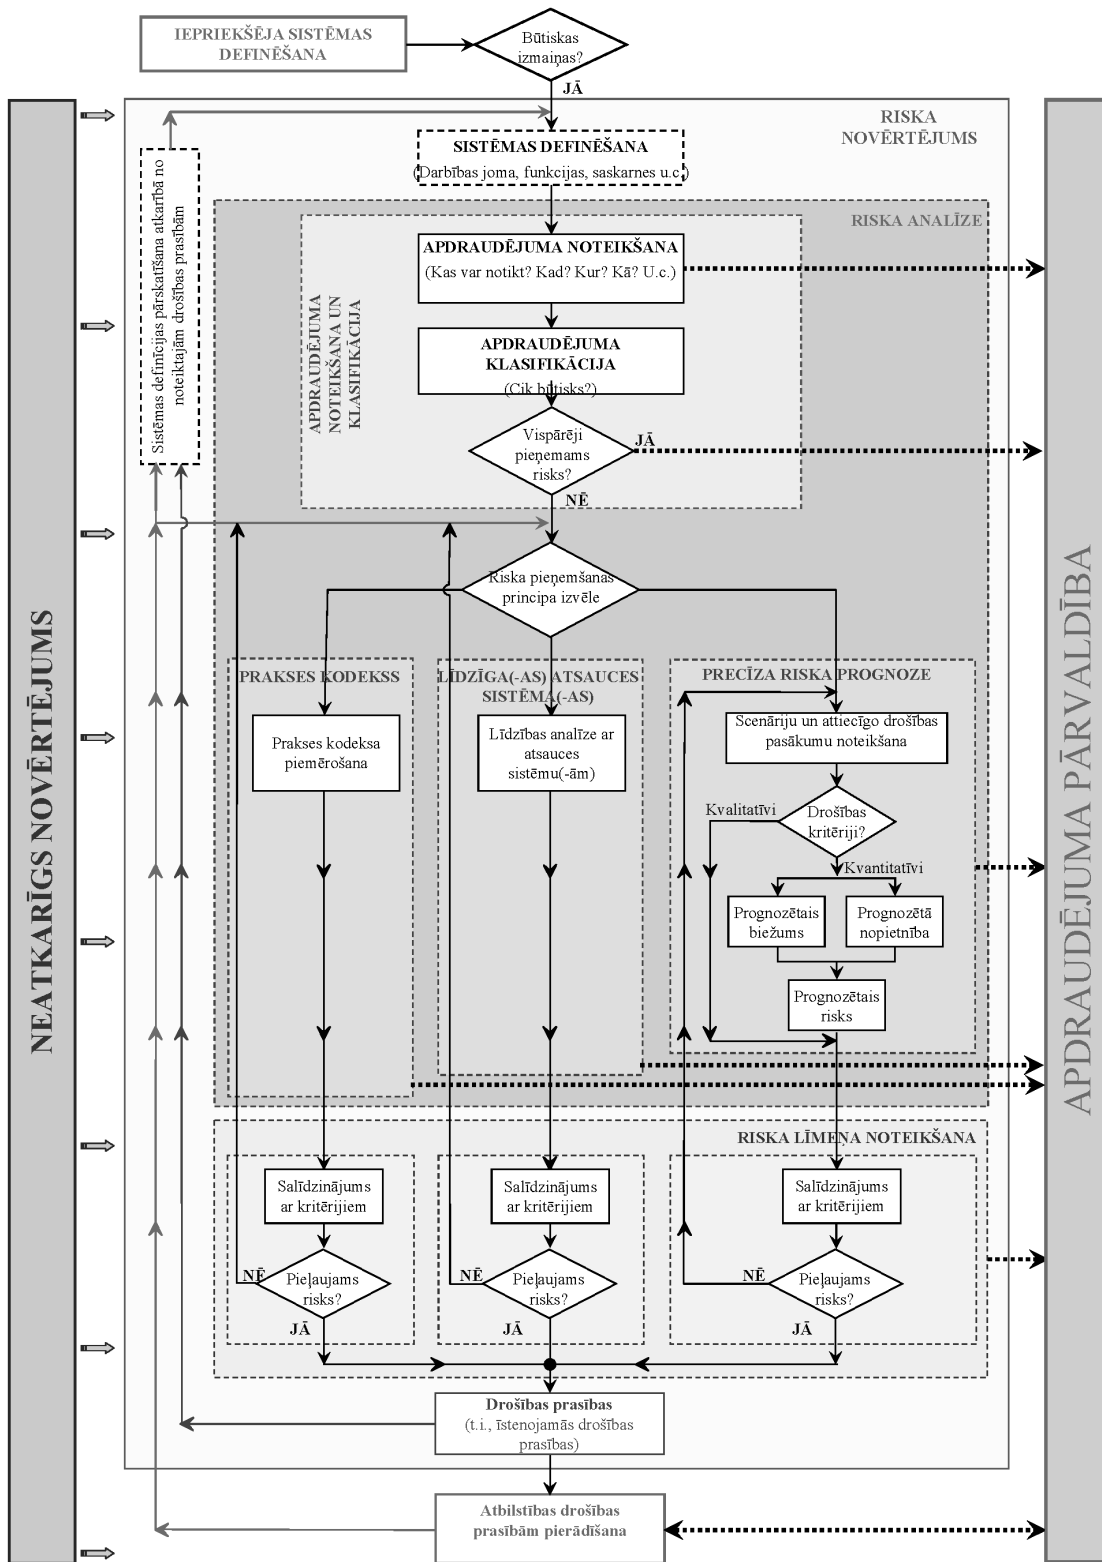 IEPRIEKŠĒJA SISTĒMAS
DEFINĒŠANA
Būtiskas
izmaiņas?
JĀ
RISKA
NOVĒRTĒJUMS
SISTĒMAS DEFINĒŠANA
(Darbības joma, funkcijas, saskarnes u.c.)
Sistēmas definīcijas pārskatīšana atkarībā no
noteiktajām drošības prasībām
RISKA ANALĪZE
APDRAUDĒJUMA NOTEIKŠANA
(Kas var notikt? Kad? Kur? Kā? U.c.)
APDRAUDĒJUMA
NOTEIKŠANA UN
KLASIFIKĀCIJA
APDRAUDĒJUMA
KLASIFIKĀCIJA
(Cik būtisks?)
Vispārēji
pieņemams
risks?
JĀ
NĒ
Riska pieņemšanas
principa izvēle
NEATKARĪGS NOVĒRTĒJUMS
APDRAUDĒJUMA PĀRVALDĪBA
PRAKSES KODEKSS
LĪDZĪGA(-AS) ATSAUCES
SISTĒMA(-AS)
PRECĪZA RISKA PROGNOZE
Prakses kodeksa
piemērošana
Līdzības analīze ar
atsauces
sistēmu(-ām)
Scenāriju un attiecīgo drošības
pasākumu noteikšana
Kvalitatīvi
Drošības
kritēriji?
Kvantitatīvi
Prognozētais
biežums
Prognozētā
nopietnība
Prognozētais
risks
RISKA LĪMEŅA NOTEIKŠANA
Salīdzinājums
ar kritērijiem
Salīdzinājums
ar kritērijiem
Salīdzinājums
ar kritērijiem
NĒ
Pieļaujams
risks?
JĀ
NĒ
Pieļaujams
risks?
JĀ
NĒ
Pieļaujams
risks?
JĀ
Drošības prasības
(t.i., īstenojamās drošības
prasības)
Atbilstības drošības
prasībām pierādīšana